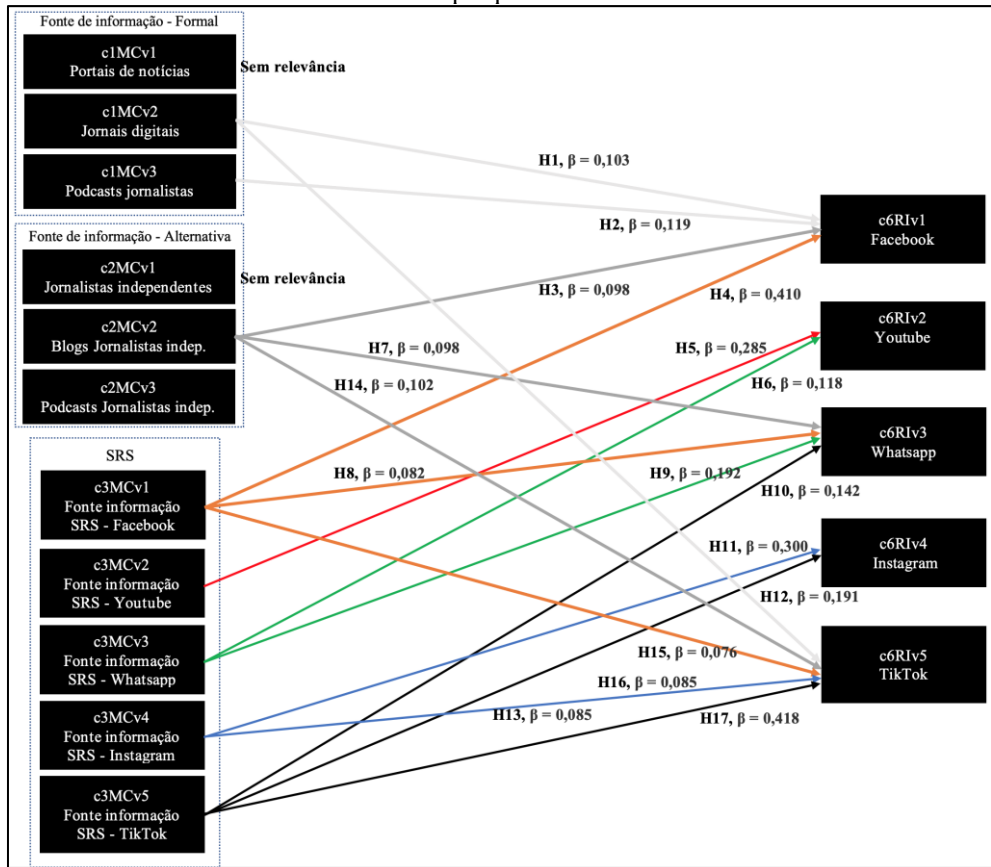 Fonte de informação - Formal
c1MCv1
Portais de notícias
Sem relevância
c1MCv2
Jornais digitais
c1MCv3
Podcasts jornalistas
Fonte de informação - Alternativa
c2MCv1
Jornalistas independentes
Sem relevância
c2MCv2
Blogs Jornalistas indep.
c2MCv3
Podcasts Jornalistas indep.
SRS
c3MCv1
Fonte informação
SRS - Facebook
c3MCv2
Fonte informação
SRS - Youtube
c3MCv3
Fonte informação
SRS - Whatsapp
c3MCv4
Fonte informação
SRS - Instagram
c3MCv5
Fonte informação
SRS - TikTok
H1, β = 0,103
H2, β = 0,119
H3, β = 0,098
H4, β = 0,410
H7, β = 0,098
H5, β = 0,285
H14, β = 0,102
H6, β = 0,118
H8, β = 0,082
H9, β = 0,192
H10, β = 0,142
H11, β = 0,300
H12, β = 0,191
H15, β = 0,076
H16, β = 0,085
H13, β = 0,085
H17, β = 0,418
c6RIv1
Facebook
c6RIv2
Youtube
c6RIv3
Whatsapp
c6RIv4
Instagram
c6RIv5
TikTok